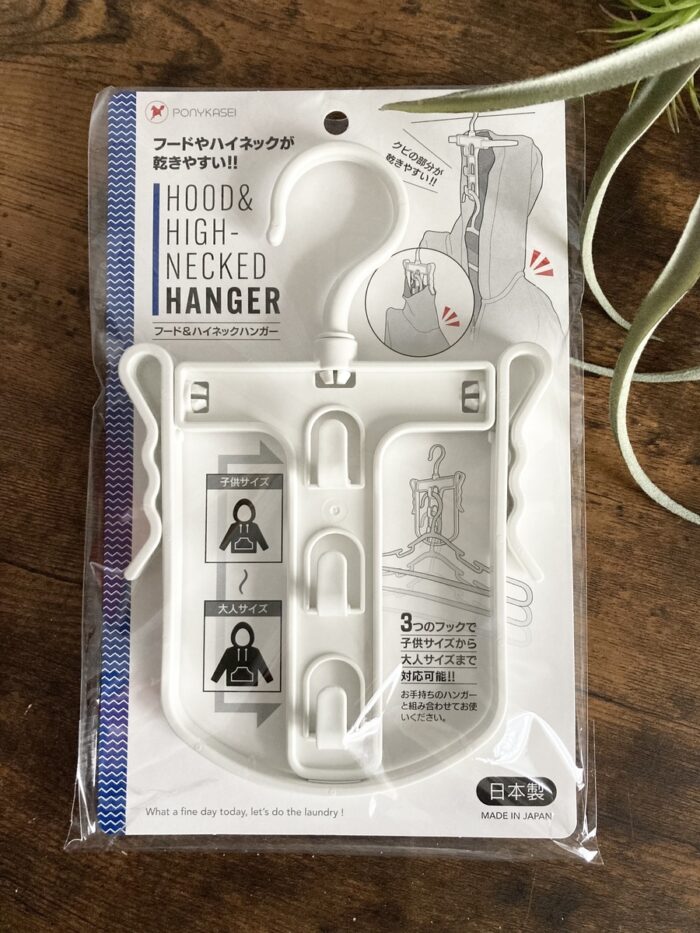 PONYKASEI
フードやハイネックが
乾きやすい!!
HOOD&
HIGH-
NECKED
HANGER
フード&ハイネックハンガー
クビの部分が
乾きやすい!!
子供サイズ
〜
大人サイズ
3つのフックで
子供サイズから
大人サイズまで
対応可能!!
お手持ちのハンガー
と組み合わせてお使
いください。
日本製
MADE IN JAPAN
What a fine day today, let's do the laundry !